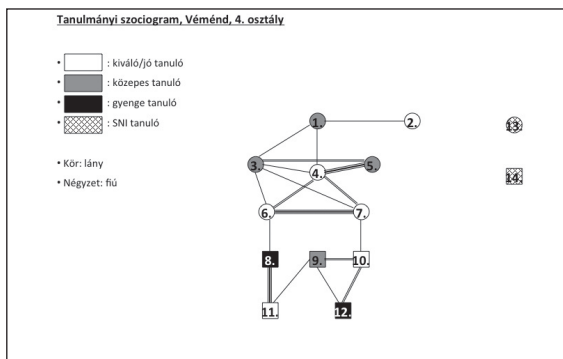 Tanulmányi szociogram, Véménd, 4. osztály
• : kiváló/jó tanuló
• : közepes tanuló
• : gyenge tanuló
• : SNI tanuló
• Kör: lány
• Négyzet: fiú
1. 2. 13.
3. 4. 5.
14.
6. 7.
8. 9. 10.
11. 12.